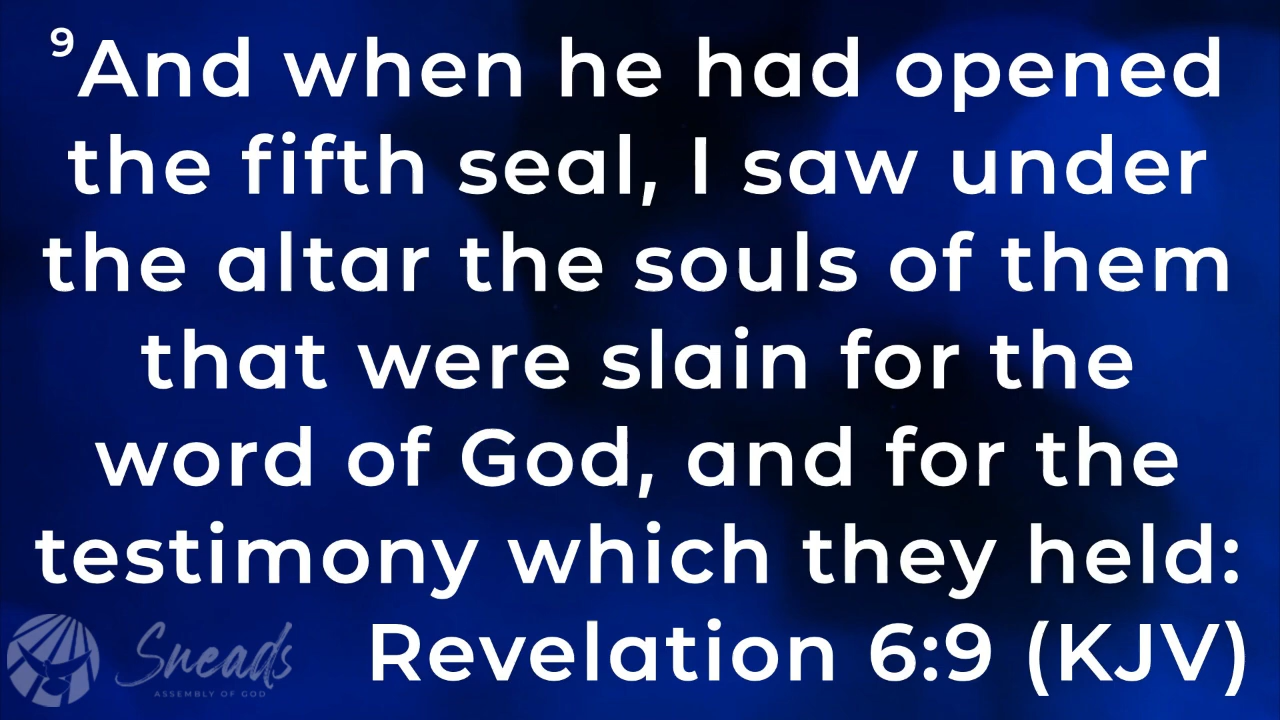 9And when he had opened
the fifth seal, I saw under
the altar the souls of them
that were slain for the
word of God, and for the
testimony which they held:
Revelation 6:9 (KJV)
Sneads
ASSEMBLY OF GOD